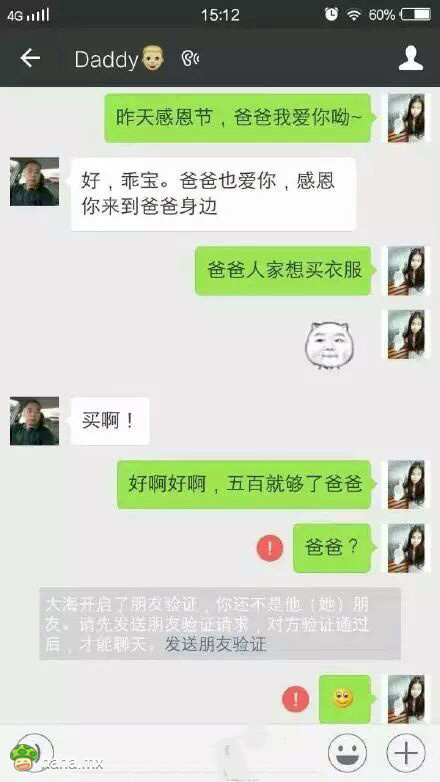 4G 15:12 60%
Daddy
昨天感恩节，爸爸我爱你呦~
好，乖宝。爸爸也爱你，感恩
你来到爸爸身边
爸爸人家想买衣服
买啊！
好啊好啊，五百就够了爸爸
爸爸？
大海开启了朋友验证，你还不是他（她）朋
友。请先发送朋友验证请求，对方验证通过
后，才能聊天。发送朋友验证
nana.mx